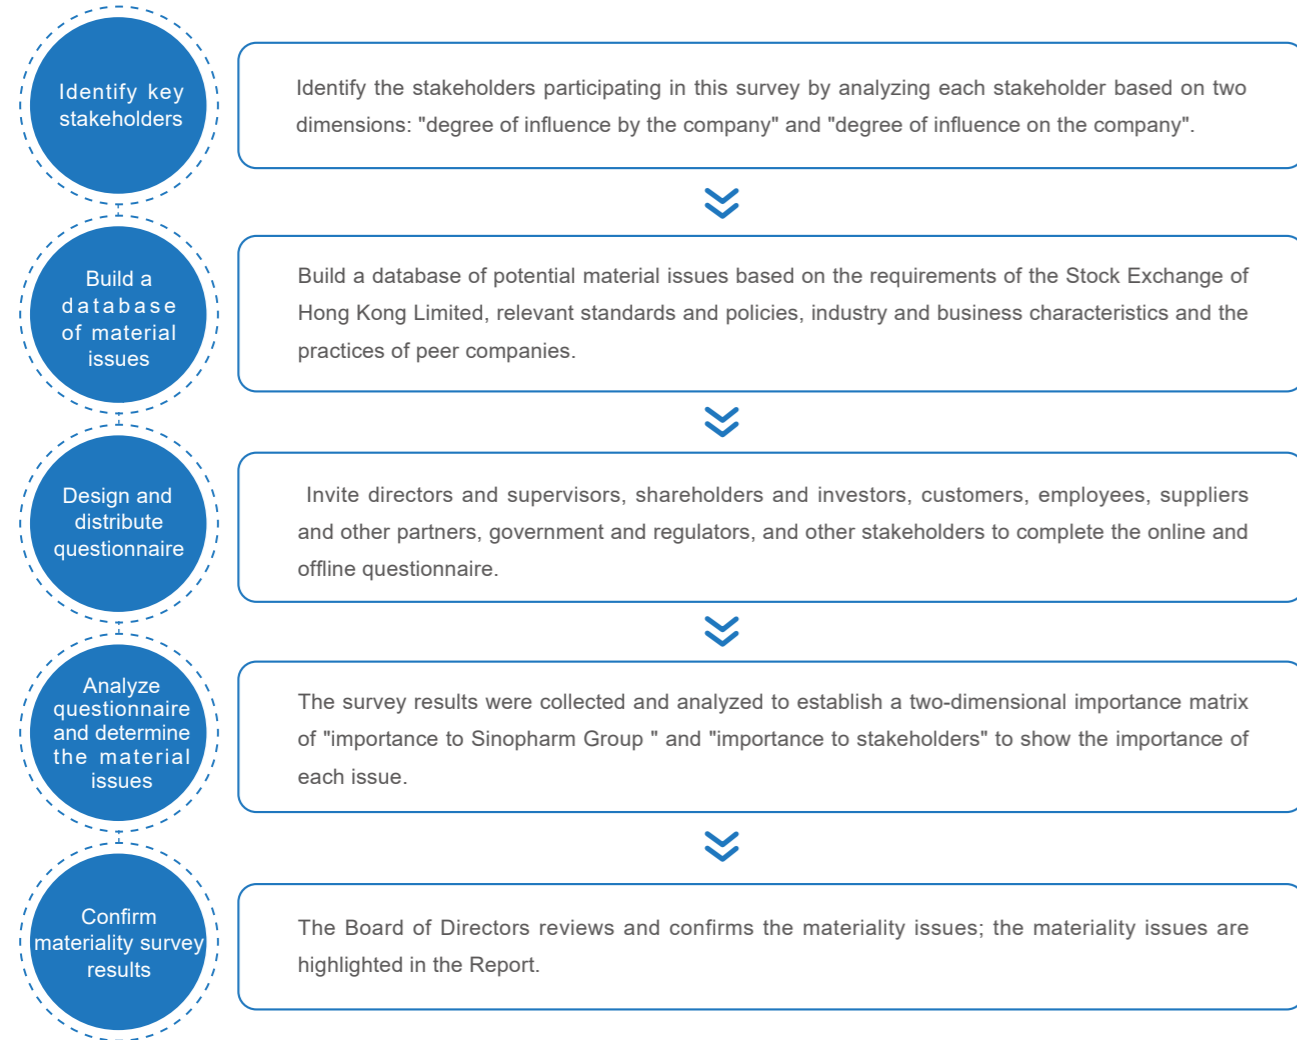 Identify key
stakeholders
Identify the stakeholders participating in this survey by analyzing each stakeholder based on two
dimensions: "degree of influence by the company" and "degree of influence on the company".
Build a
database
of material
issues
Build a database of potential material issues based on the requirements of the Stock Exchange of
Hong Kong Limited, relevant standards and policies, industry and business characteristics and the
practices of peer companies.
Design and
distribute
questionnaire
Invite directors and supervisors, shareholders and investors, customers, employees, suppliers
and other partners, government and regulators, and other stakeholders to complete the online and
offline questionnaire.
Analyze
questionnaire
and determine
the material
issues
The survey results were collected and analyzed to establish a two-dimensional importance matrix
of "importance to Sinopharm Group " and "importance to stakeholders" to show the importance of
each issue.
Confirm
materiality survey
results
The Board of Directors reviews and confirms the materiality issues; the materiality issues are
highlighted in the Report.